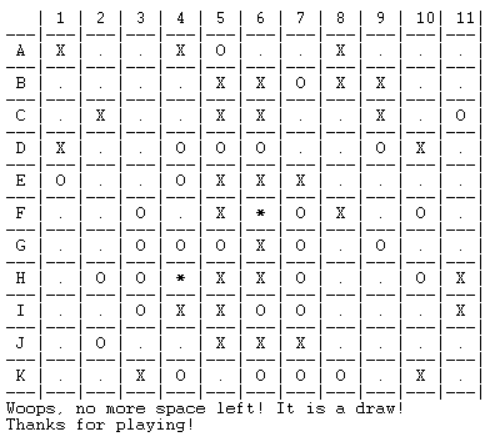 | 1 | 2 | 3 | 4 | 5 | 6 | 7 | 8 | 9 | 10| 11|
A | X | . | . | X | O | . | . | X | . | . | . |
B | . | . | . | . | X | X | O | X | X | . | . |
C | . | X | . | . | X | X | . | . | X | . | O |
D | X | . | . | O | O | O | . | . | O | X | . |
E | O | . | . | O | X | X | X | . | . | . | . |
F | . | . | O | . | X | * | O | X | . | O | . |
G | . | . | O | O | O | X | O | . | O | . | . |
H | . | O | O | * | X | X | O | . | . | O | X |
I | . | . | O | X | X | O | O | . | . | . | X |
J | . | O | . | . | X | X | X | . | . | . | . |
K | . | . | X | O | . | O | O | O | . | X | . |
Woops, no more space left! It is a draw!
Thanks for playing!